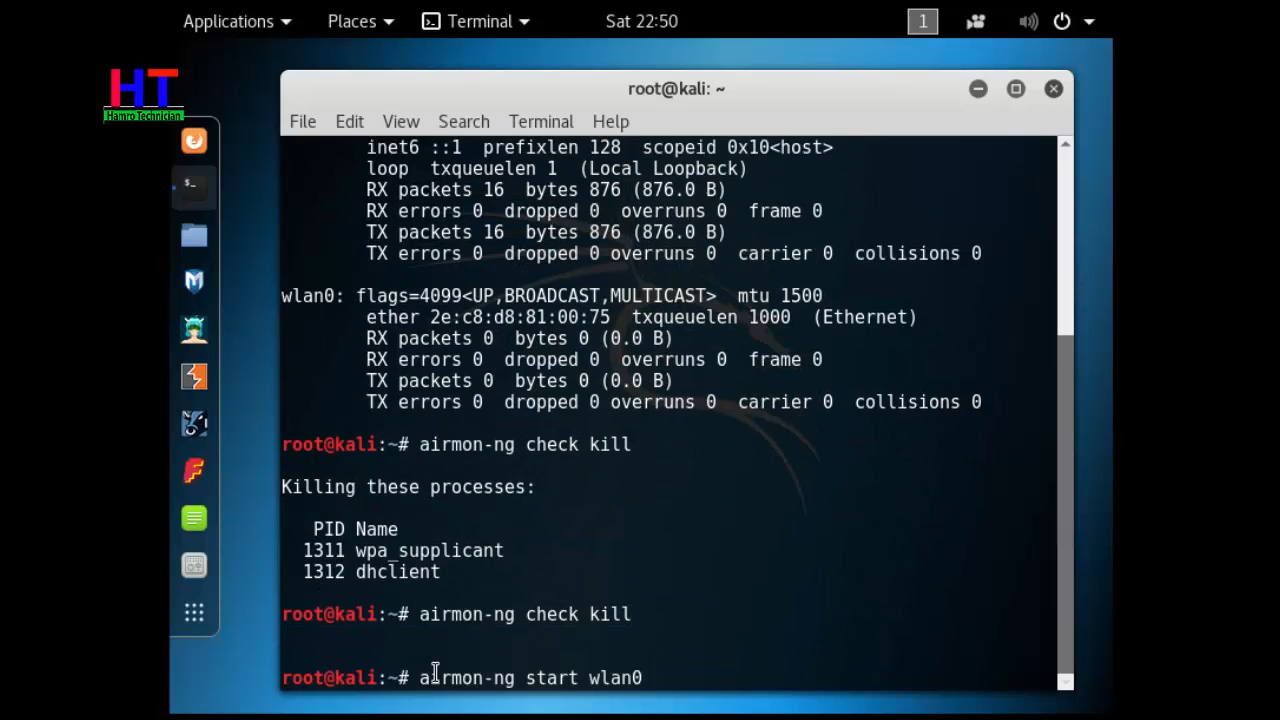 Applications Places Terminal Sat 22:50 1
HT
Hamro Technician
root@kali: ~
File Edit View Search Terminal Help
inet6 ::1 prefixlen 128 scopeid 0x10<host>
loop txqueuelen 1 (Local Loopback)
RX packets 16 bytes 876 (876.0 B)
RX errors 0 dropped 0 overruns 0 frame 0
TX packets 16 bytes 876 (876.0 B)
TX errors 0 dropped 0 overruns 0 carrier 0 collisions 0
wlan0: flags=4099<UP,BROADCAST,MULTICAST> mtu 1500
ether 2e:c8:d8:81:00:75 txqueuelen 1000 (Ethernet)
RX packets 0 bytes 0 (0.0 B)
RX errors 0 dropped 0 overruns 0 frame 0
TX packets 0 bytes 0 (0.0 B)
TX errors 0 dropped 0 overruns 0 carrier 0 collisions 0
root@kali:~# airmon-ng check kill
Killing these processes:
PID Name
1311 wpa_supplicant
1312 dhclient
root@kali:~# airmon-ng check kill
root@kali:~# airmon-ng start wlan0